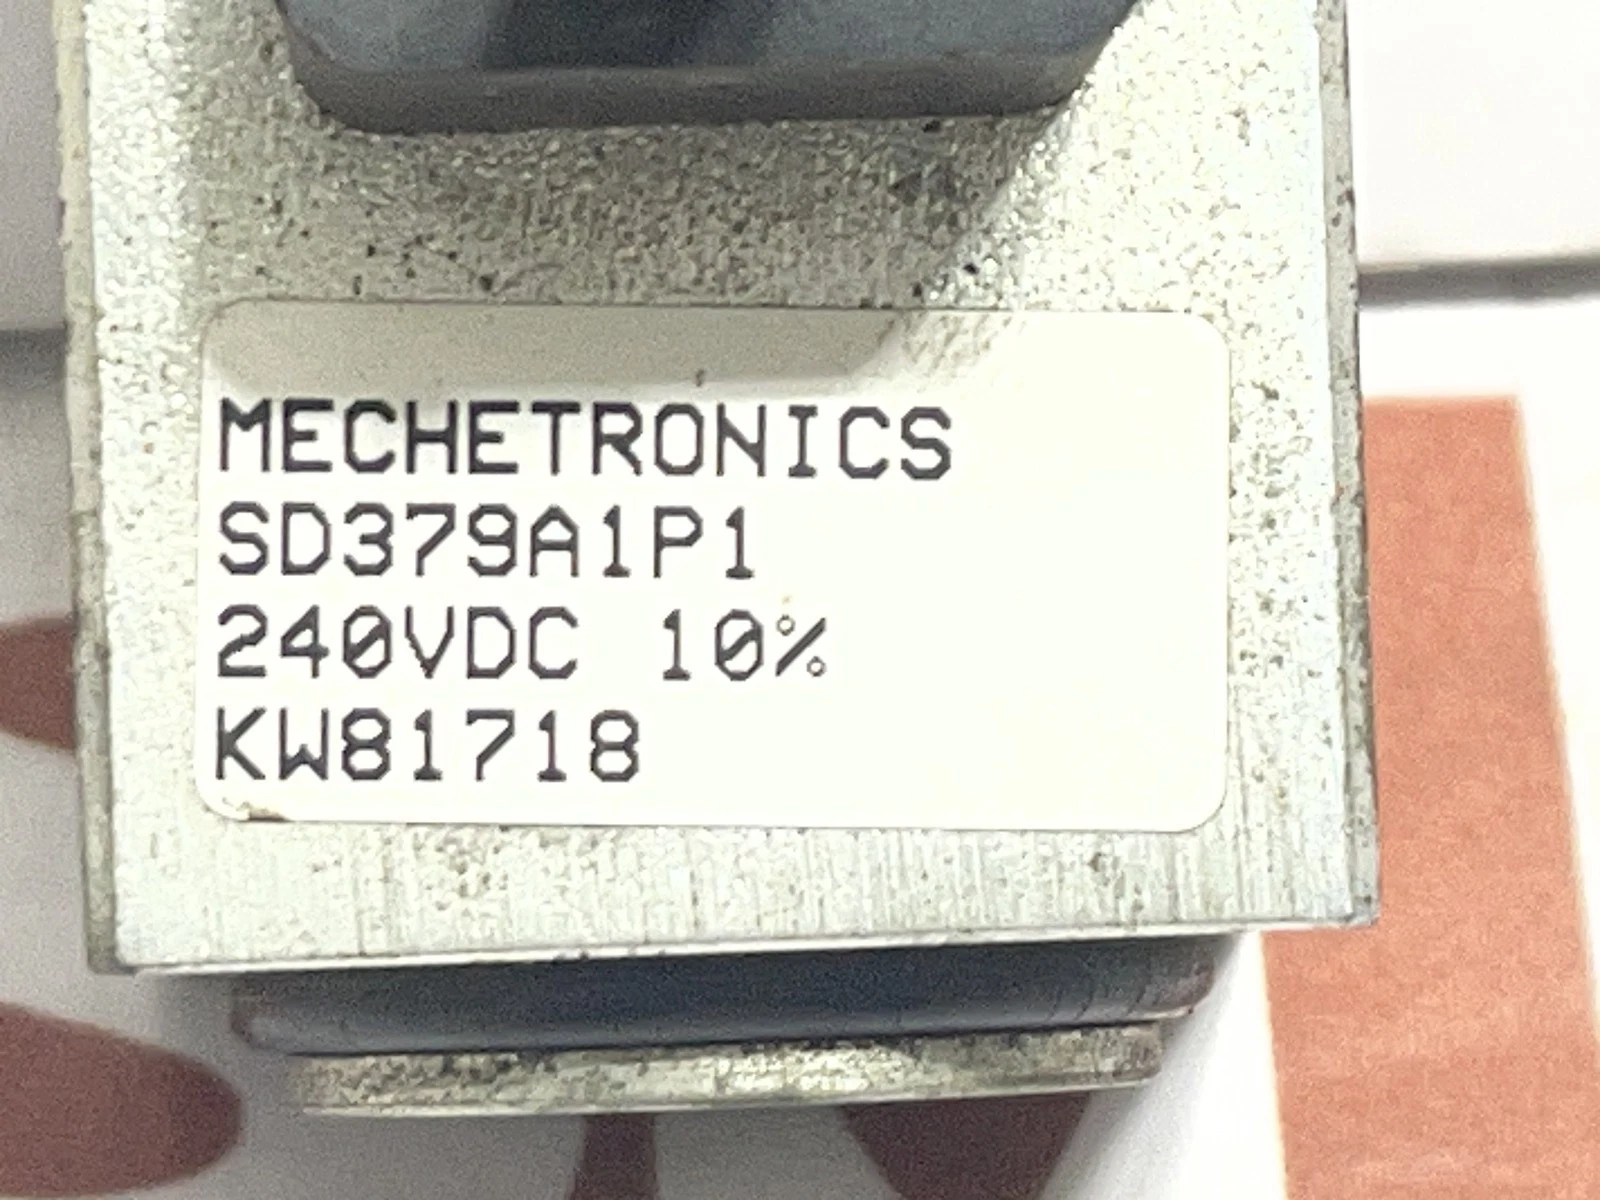 MECHETRONICS
SD379A1P1
240VDC 10%
KW81718